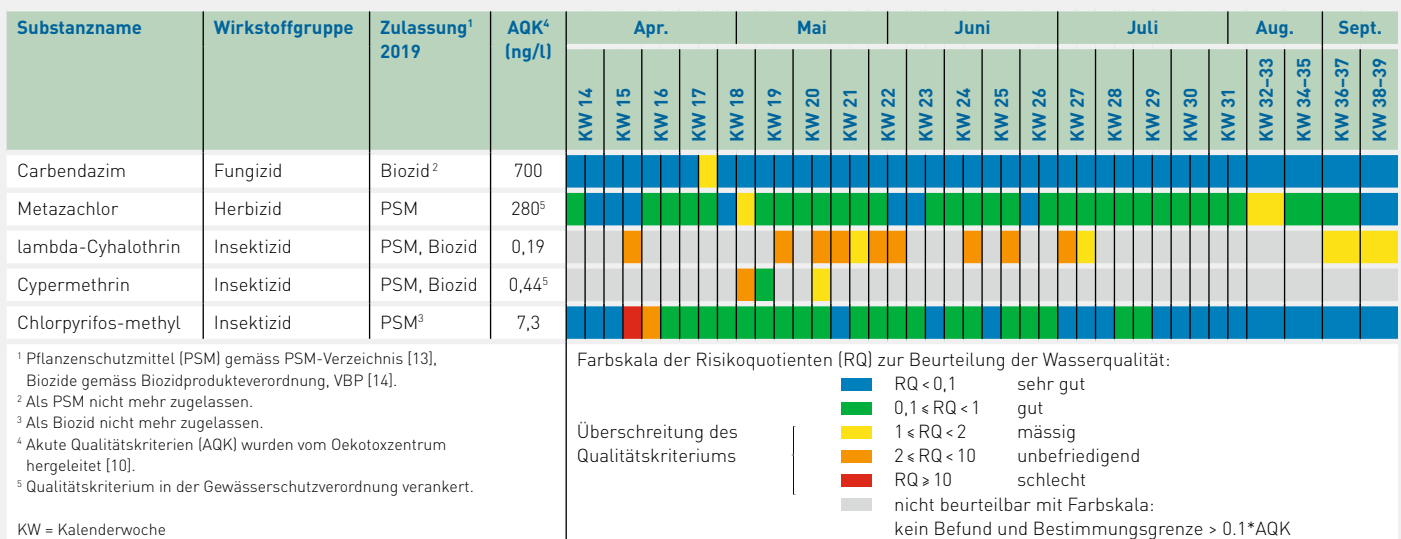 Substanzname Wirkstoffgruppe Zulassung¹ 2019 AQK⁴ (ng/l) Apr. Mai Juni Juli Aug. Sept.
KW 14 KW 15 KW 16 KW 17 KW 18 KW 19 KW 20 KW 21 KW 22 KW 23 KW 24 KW 25 KW 26 KW 27 KW 28 KW 29 KW 30 KW 31 KW 32–33 KW 34–35 KW 36–37 KW 38–39
Carbendazim Fungizid Biozid² 700
Metazachlor Herbizid PSM 280⁵
lambda-Cyhalothrin Insektizid PSM, Biozid 0,19
Cypermethrin Insektizid PSM, Biozid 0,44⁵
Chlorpyrifos-methyl Insektizid PSM³ 7,3
¹ Pflanzenschutzmittel (PSM) gemäss PSM-Verzeichnis [13],
Biozide gemäss Biozidprodukteverordnung, VBP [14].
² Als PSM nicht mehr zugelassen.
³ Als Biozid nicht mehr zugelassen.
⁴ Akute Qualitätskriterien (AQK) wurden vom Oekotoxzentrum
hergeleitet [10].
⁵ Qualitätskriterium in der Gewässerschutzverordnung verankert.
KW = Kalenderwoche
Farbskala der Risikoquotienten (RQ) zur Beurteilung der Wasserqualität:
RQ < 0,1 sehr gut
0,1 ≤ RQ < 1 gut
Überschreitung des
Qualitätskriteriums
1 ≤ RQ < 2 mässig
2 ≤ RQ < 10 unbefriedigend
RQ ≥ 10 schlecht
nicht beurteilbar mit Farbskala:
kein Befund und Bestimmungsgrenze > 0.1*AQK